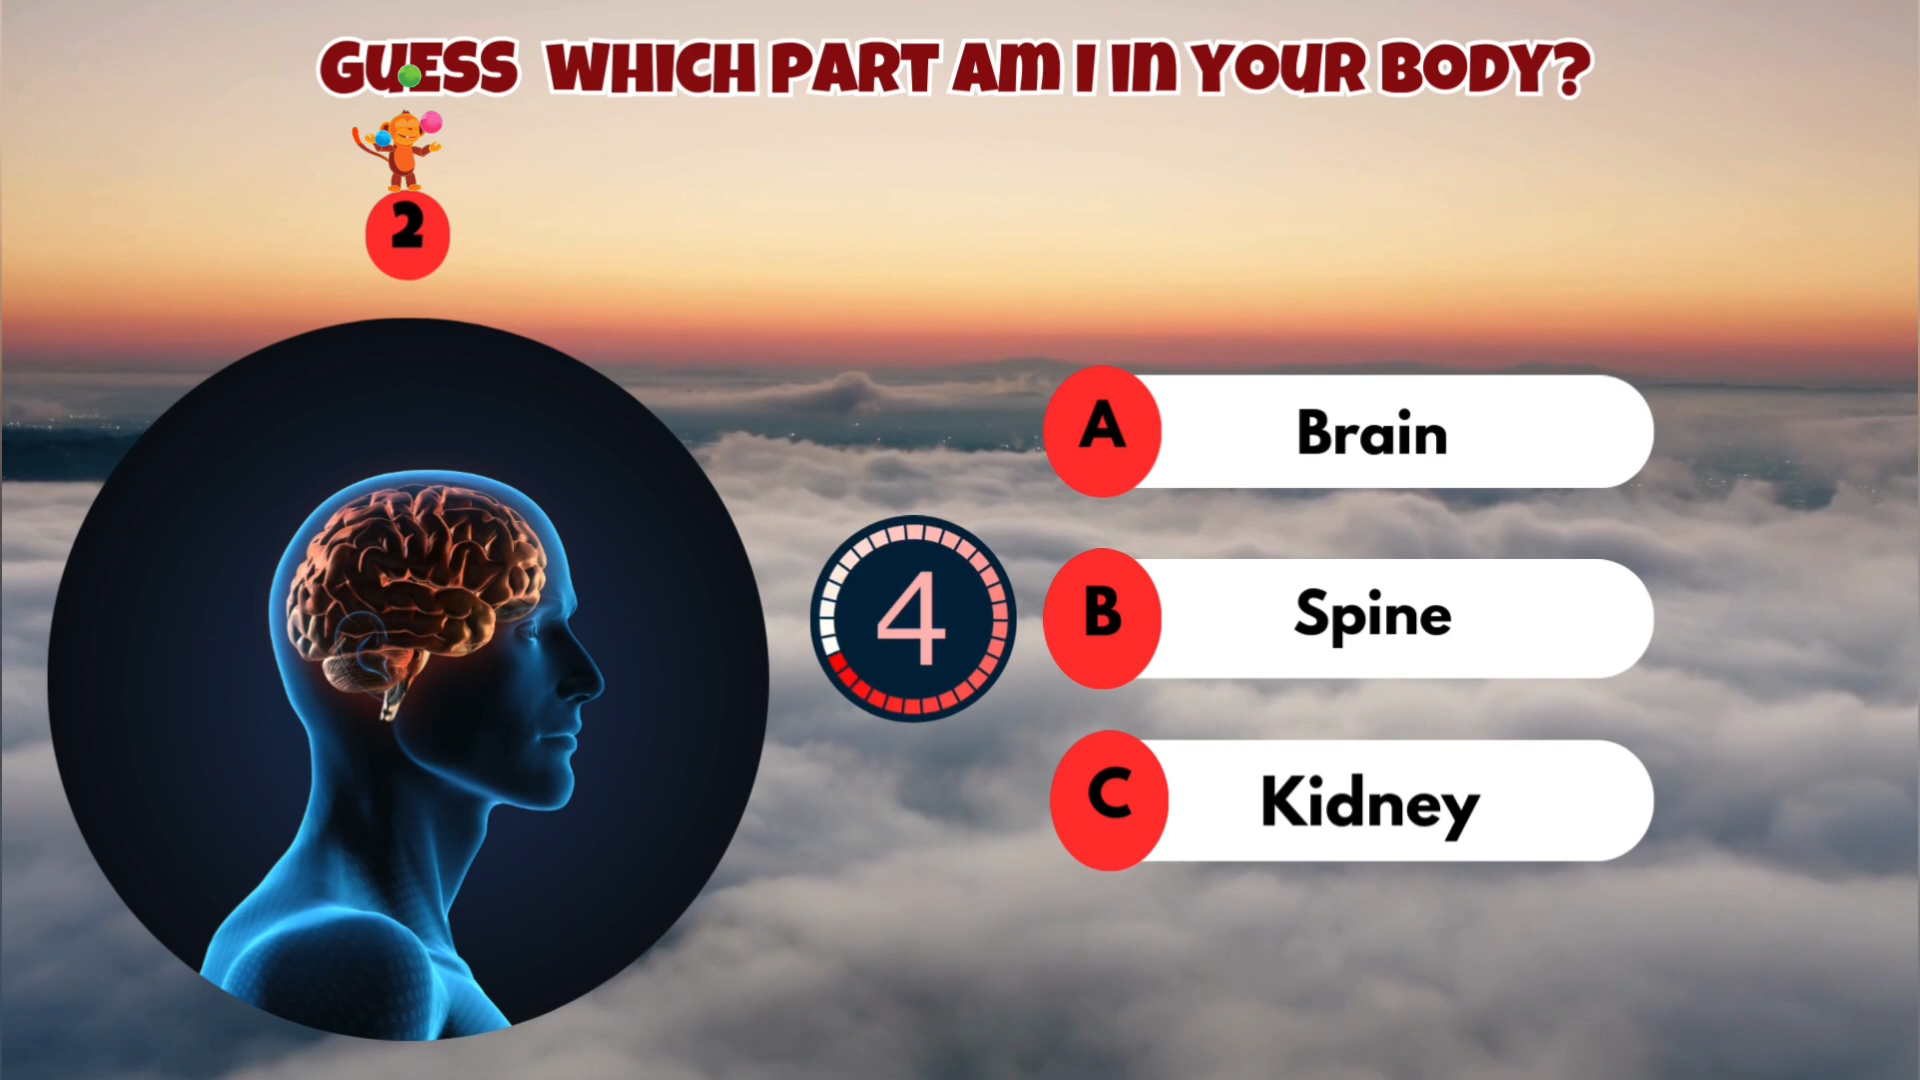 GUESS WHICH PART AM I IN YOUR BODY?
2
A Brain
4
B Spine
C Kidney